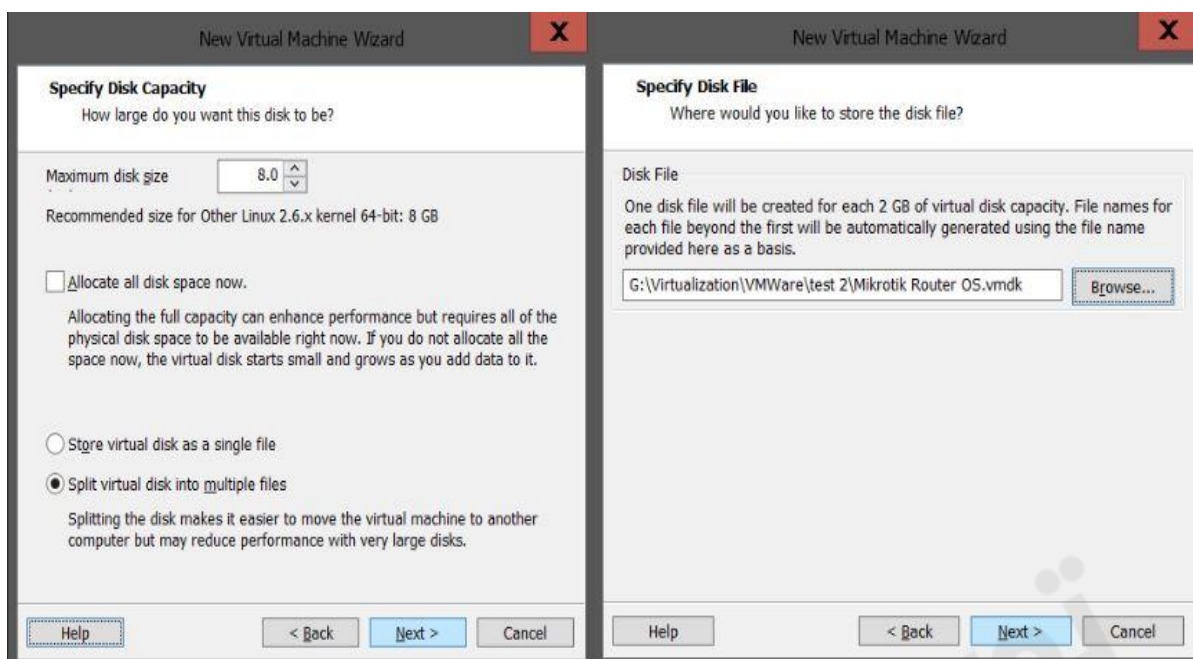 New Virtual Machine Wizard
X
Specify Disk Capacity
How large do you want this disk to be?
Maximum disk size
8.0
Recommended size for Other Linux 2.6.x kernel 64-bit: 8 GB
Allocate all disk space now.
Allocating the full capacity can enhance performance but requires all of the
physical disk space to be available right now. If you do not allocate all the
space now, the virtual disk starts small and grows as you add data to it.
Store virtual disk as a single file
Split virtual disk into multiple files
Splitting the disk makes it easier to move the virtual machine to another
computer but may reduce performance with very large disks.
Help
< Back
Next >
Cancel
New Virtual Machine Wizard
X
Specify Disk File
Where would you like to store the disk file?
Disk File
One disk file will be created for each 2 GB of virtual disk capacity. File names for
each file beyond the first will be automatically generated using the file name
provided here as a basis.
G:\Virtualization\VMWare\test 2\Mikrotik Router OS.vmdk
Browse...
Help
< Back
Next >
Cancel